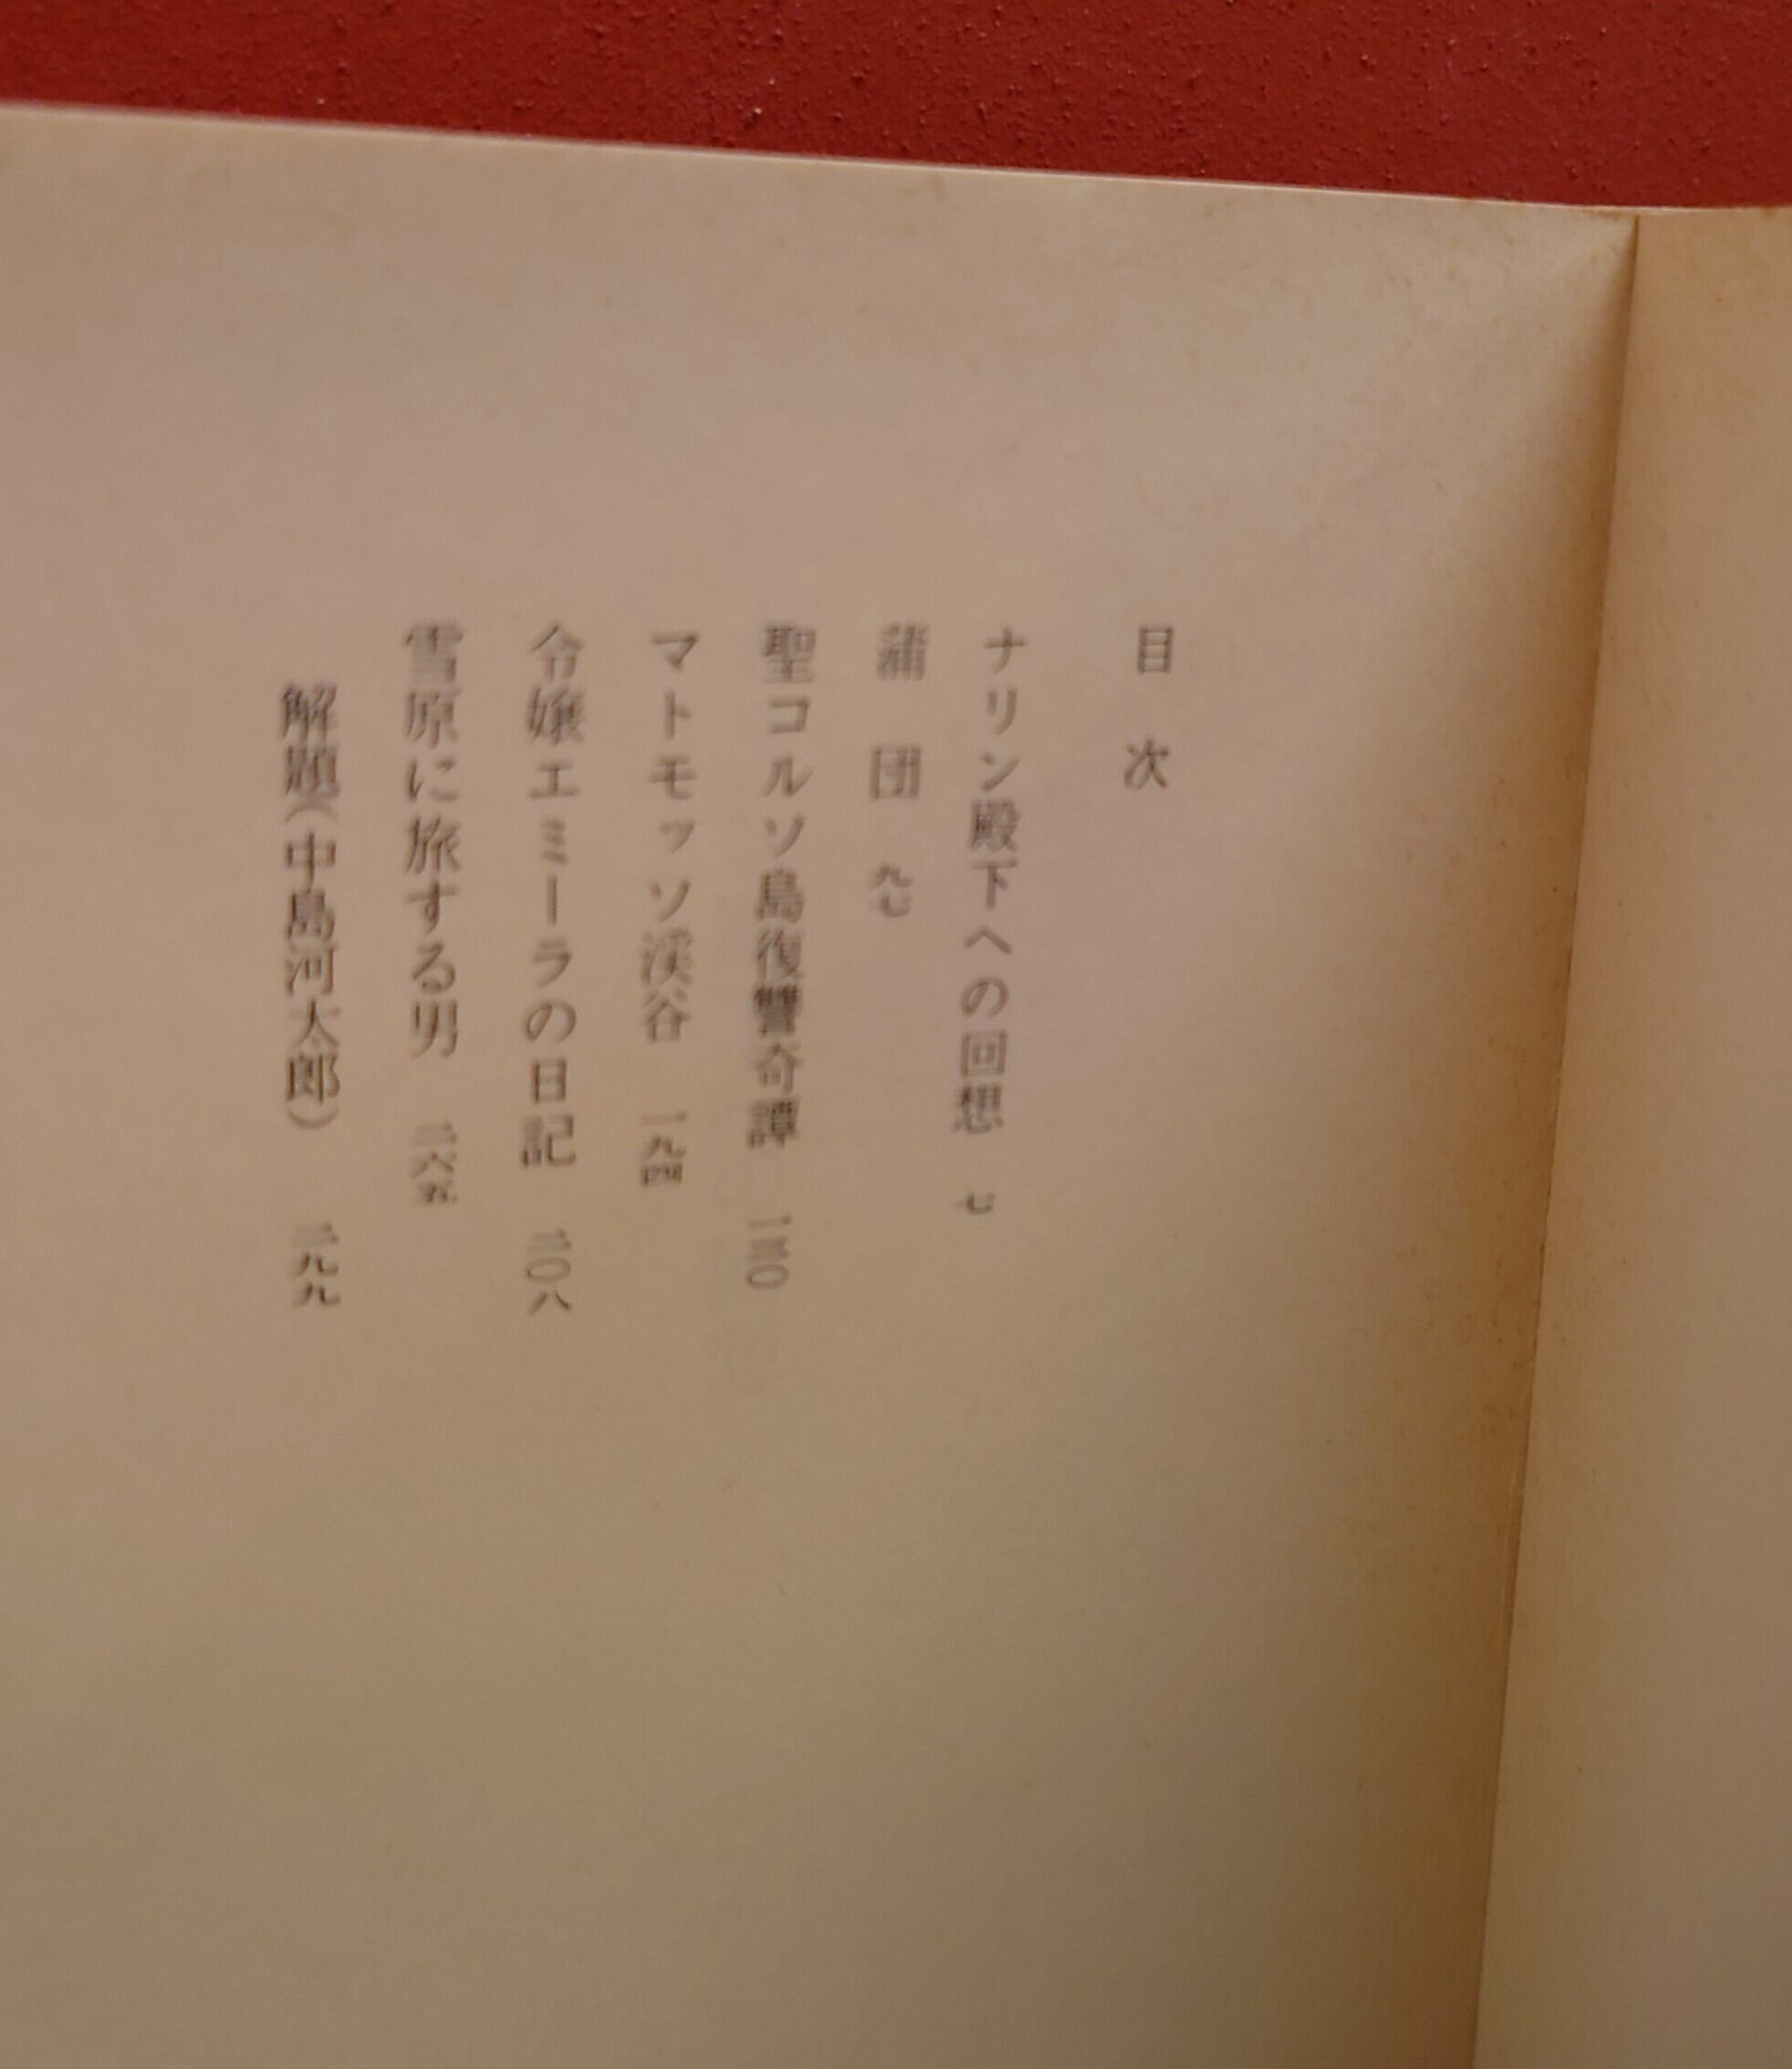 目次
ナリン殿下への回想 七
蒲団 九七
聖コルソ島復讐奇譚 一三〇
マトモッソ渓谷 一九四
令嬢エミーラの日記 二〇八
雪原に旅する男 二六五
解題(中島河太郎) 二九九